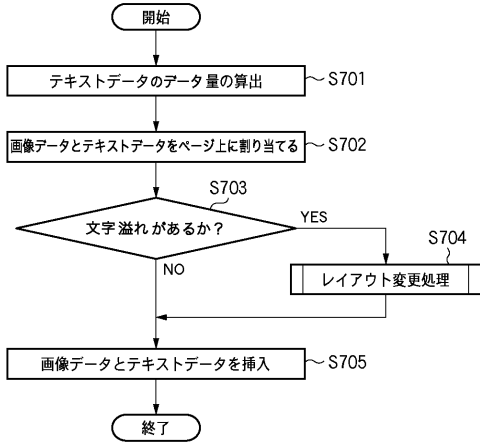 開始
テキストデータのデータ量の算出
S701
画像データとテキストデータをページ上に割り当てる
S702
S703
文字溢れがあるか?
YES
NO
S704
レイアウト変更処理
画像データとテキストデータを挿入
S705
終了